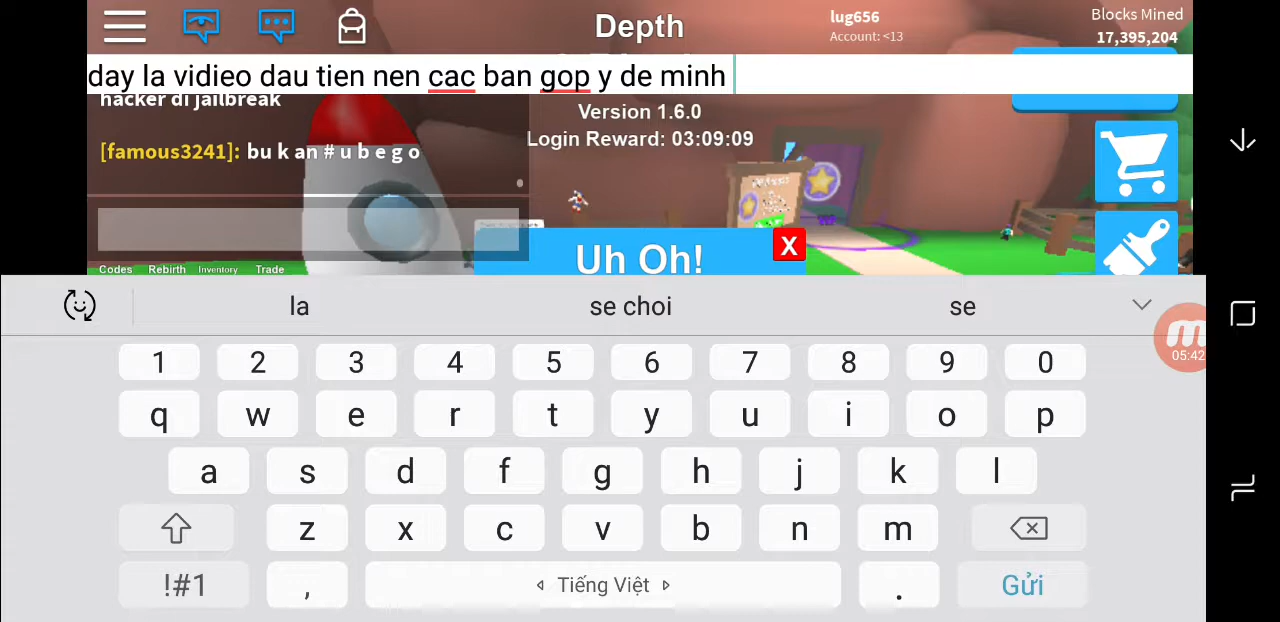 Depth
lug656
Account: <13
Blocks Mined
17,395,204
day la vidieo dau tien nen cac ban gop y de minh
hacker di jailbreak
Version 1.6.0
Login Reward: 03:09:09
[famous3241]: bu k an # u b e g o
Uh Oh!
X
Codes Rebirth Inventory Trade
la se choi se
05:42
1 2 3 4 5 6 7 8 9 0
q w e r t y u i o p
a s d f g h j k l
z x c v b n m
!#1 , Tiếng Việt . Gửi